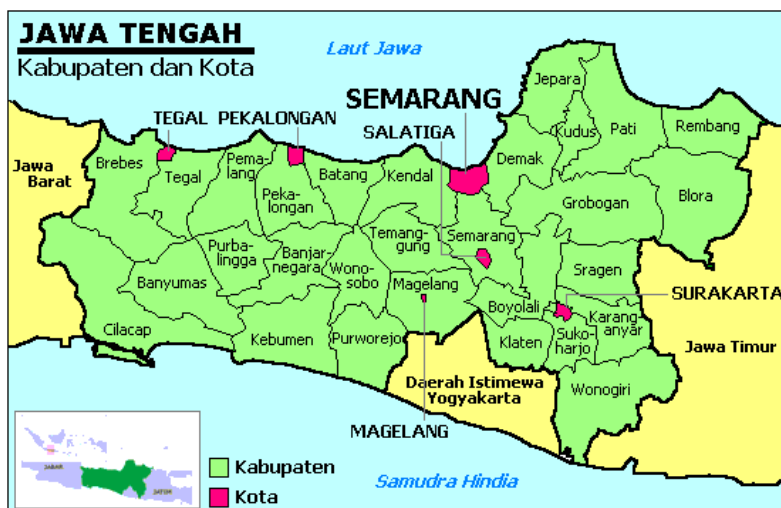 JAWA TENGAH
Kabupaten dan Kota
Laut Jawa
Jepara
SEMARANG
TEGAL
PEKALONGAN
SALATIGA
Kudus
Pati
Rembang
Jawa
Barat
Brebes
Tegal
Pema-
lang
Batang
Kendal
Demak
Peka-
longan
Grobogan
Blora
Purba-
lingga
Banjar-
negara
Temang-
gung
Semarang
Banyumas
Wono-
sobo
Magelang
Sragen
Boyolali
SURAKARTA
Cilacap
Kebumen
Purworejo
Klaten
Suko-
harjo
Karang-
anyar
Jawa Timur
Daerah Istimewa
Yogyakarta
Wonogiri
MAGELANG
JABAR
JATIM
Kabupaten
Kota
Samudra Hindia